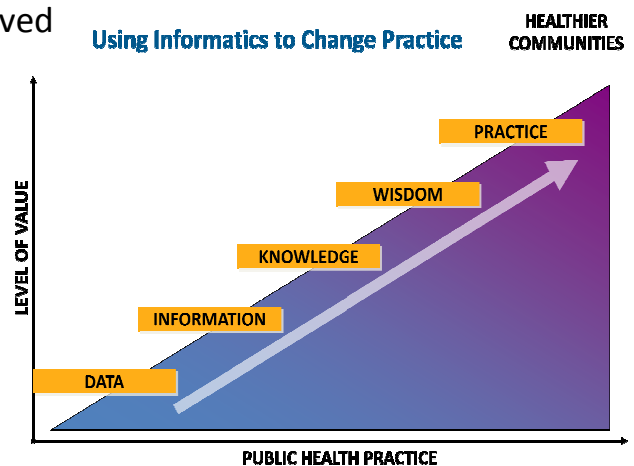 ved
Using Informatics to Change Practice
HEALTHIER
COMMUNITIES
PRACTICE
WISDOM
KNOWLEDGE
INFORMATION
DATA
LEVEL OF VALUE
PUBLIC HEALTH PRACTICE